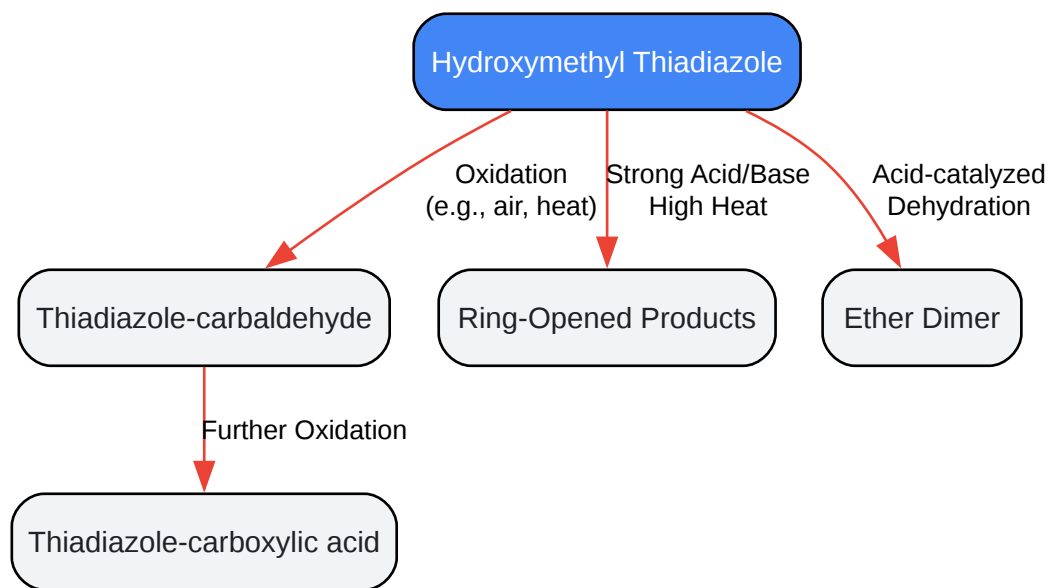 Hydroxymethyl Thiadiazole
Oxidation
(e.g., air, heat)
Strong Acid/Base
High Heat
Acid-catalyzed
Dehydration
Thiadiazole-carbaldehyde
Ring-Opened Products
Ether Dimer
Further Oxidation
Thiadiazole-carboxylic acid